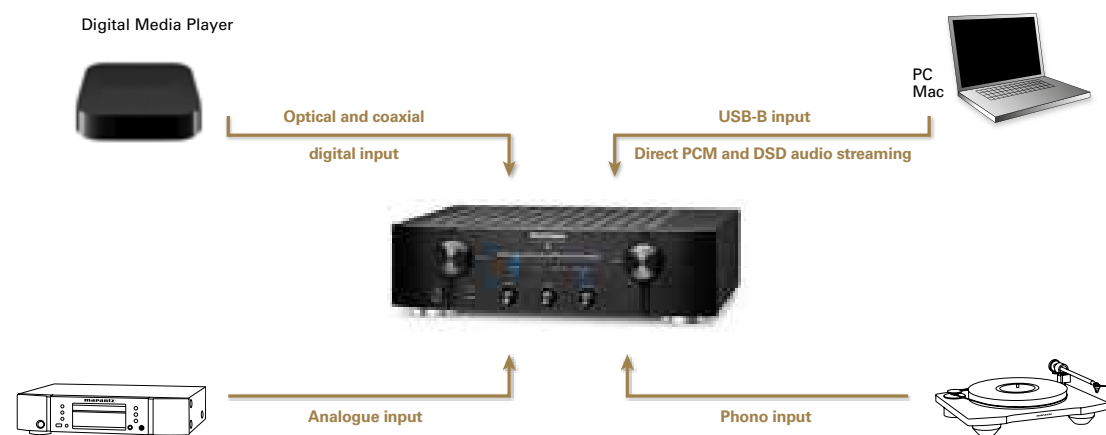 Digital Media Player
PC
Mac
Optical and coaxial
digital input
USB-B input
Direct PCM and DSD audio streaming
marantz
Analogue input
Phono input